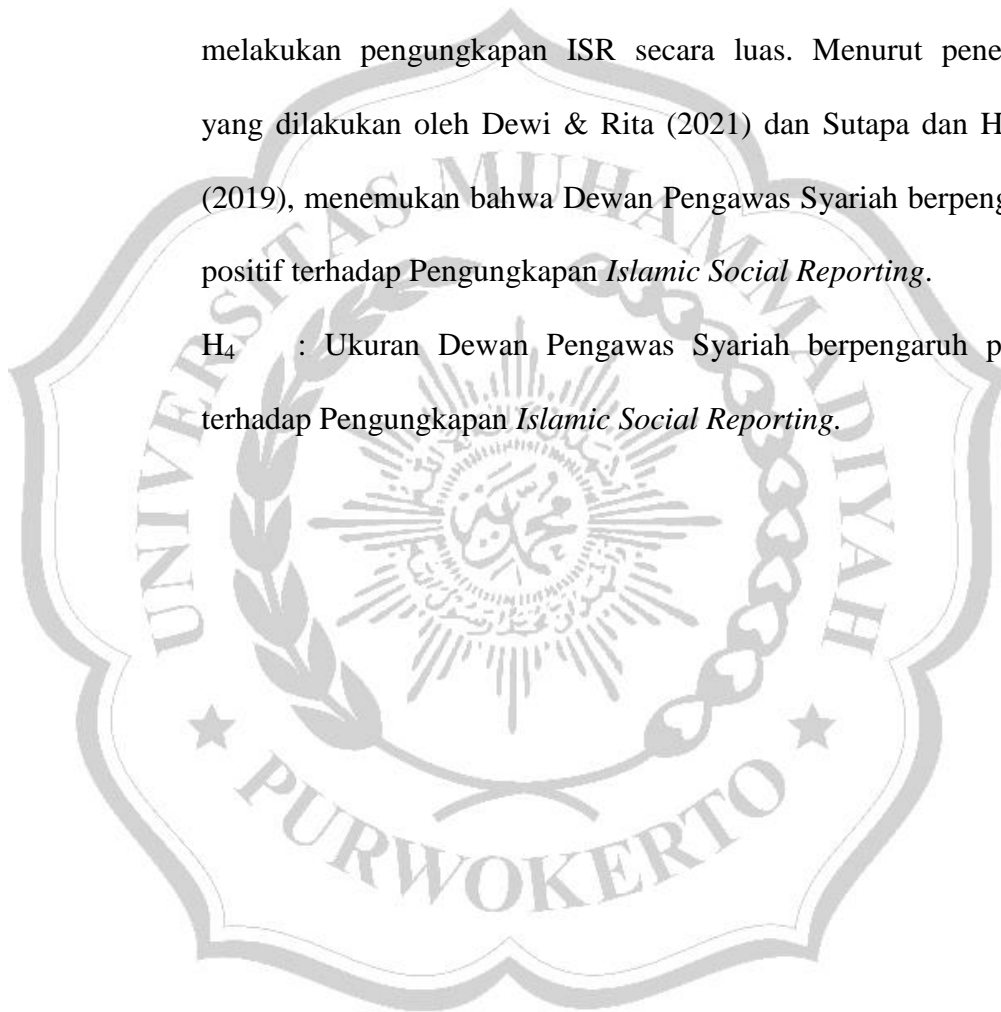 melakukan pengungkapan ISR secara luas. Menurut pene
yang dilakukan oleh Dewi & Rita (2021) dan Sutapa dan H
(2019), menemukan bahwa Dewan Pengawas Syariah berpeng
positif terhadap Pengungkapan Islamic Social Reporting.
H4 : Ukuran Dewan Pengawas Syariah berpengaruh p
terhadap Pengungkapan Islamic Social Reporting.
UNIVERSITAS MUHAMMADIYAH
PURWOKERTO